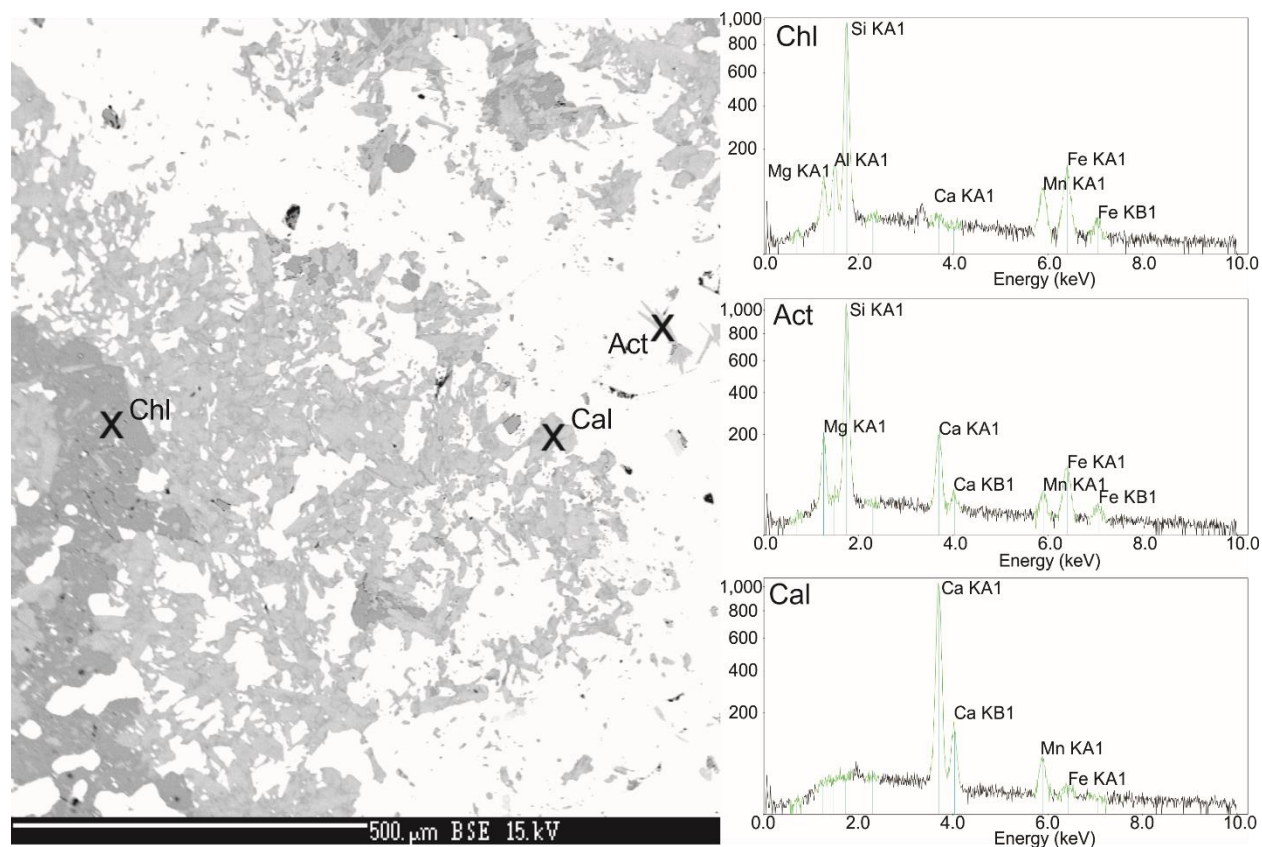 X Chl
X
Act
Cal
X
500.µm BSE 15.kV
Chl
1,000
800
600
400
200
Si KA1
Mg KA1
Al KA1
Ca KA1
Fe KA1
Mn KA1
Fe KB1
0.0 2.0 4.0 6.0 8.0 10.0
Energy (keV)
Act
1,000
800
600
400
200
Si KA1
Mg KA1
Ca KA1
Ca KB1
Fe KA1
Mn KA1
Fe KB1
0.0 2.0 4.0 6.0 8.0 10.0
Energy (keV)
Cal
1,000
800
600
400
200
Ca KA1
Ca KB1
Mn KA1
Fe KA1
0.0 2.0 4.0 6.0 8.0 10.0
Energy (keV)